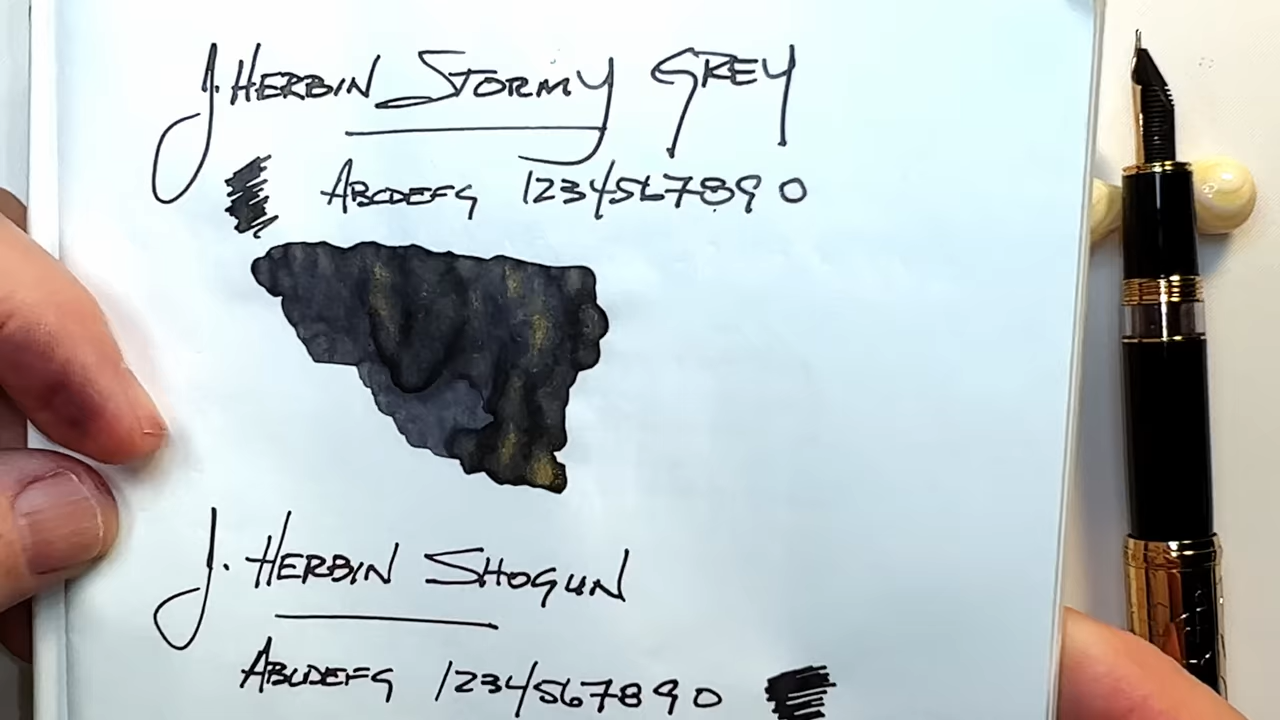 J. HERBIN STORMY GREY
ABCDEFG 1234567890
J. HERBIN SHOGUN
ABCDEFG 1234567890